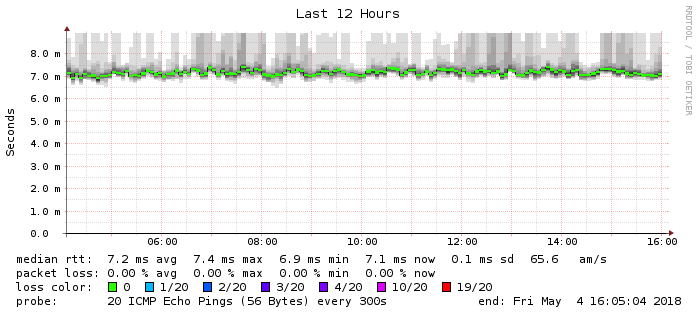 Last 12 Hours
RRDTOOL / TOBI OETIKER
Seconds
8.0 m
7.0 m
6.0 m
5.0 m
4.0 m
3.0 m
2.0 m
1.0 m
0.0
06:00 08:00 10:00 12:00 14:00 16:00
median rtt: 7.2 ms avg 7.4 ms max 6.9 ms min 7.1 ms now 0.1 ms sd 65.6 am/s
packet loss: 0.00 % avg 0.00 % max 0.00 % min 0.00 % now
loss color: 0 1/20 2/20 3/20 4/20 10/20 19/20
probe: 20 ICMP Echo Pings (56 Bytes) every 300s end: Fri May 4 16:05:04 2018